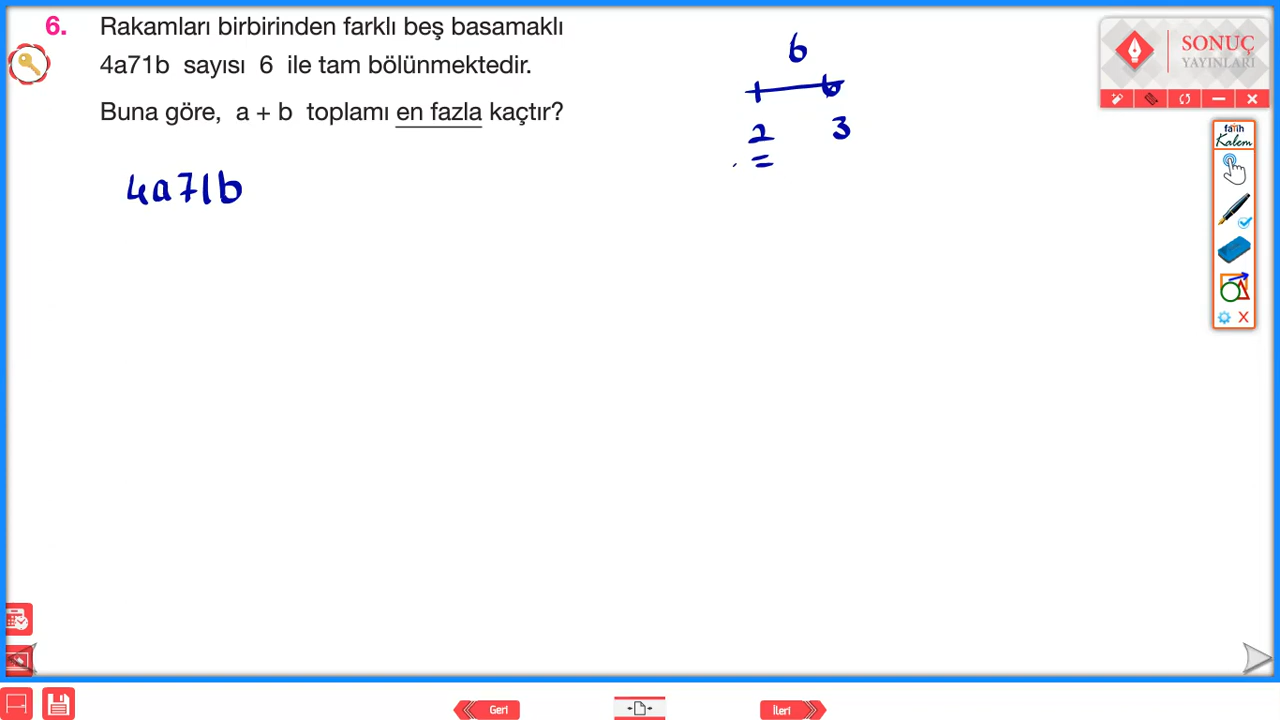 6. Rakamları birbirinden farklı beş basamaklı
4a71b sayısı 6 ile tam bölünmektedir.
Buna göre, a + b toplamı en fazla kaçtır?
4a71b
6
2 3
=
SONUÇ
YAYINLARI
fatih
Kalem
Geri
İleri